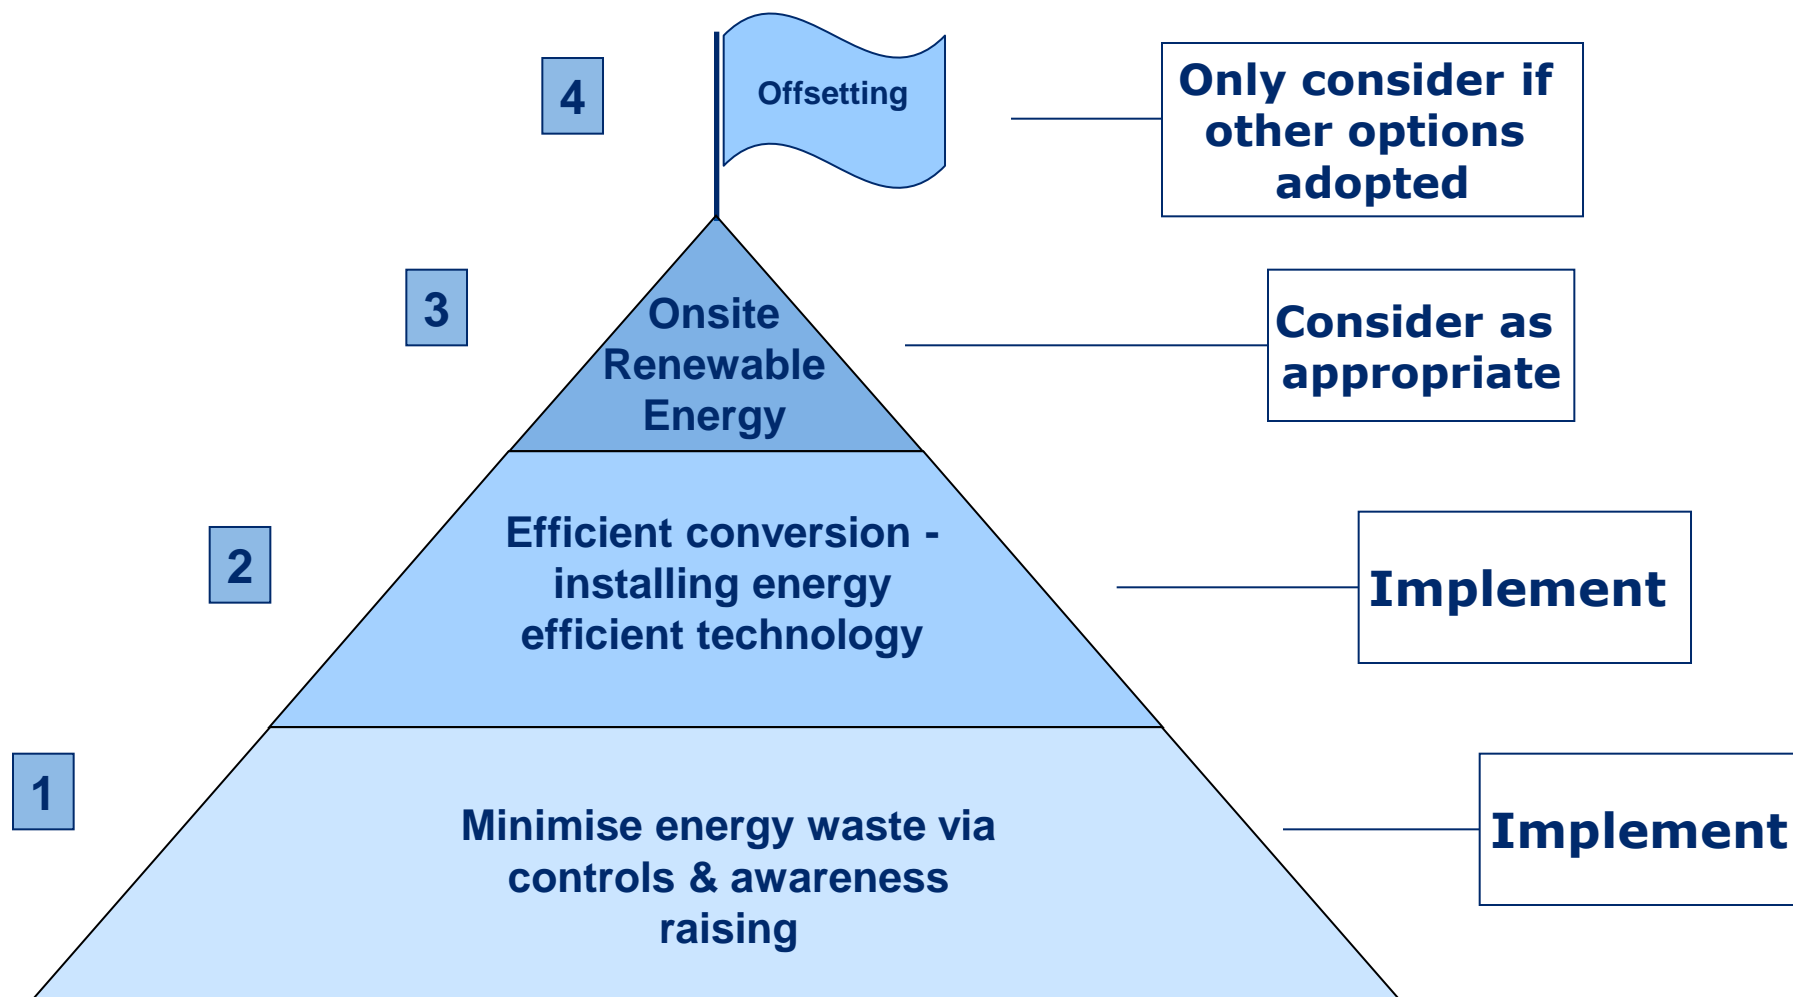 4
Offsetting
Only consider if
other options
adopted
3
Onsite
Renewable
Energy
Consider as
appropriate
2
Efficient conversion -
installing energy
efficient technology
Implement
1
Minimise energy waste via
controls & awareness
raising
Implement